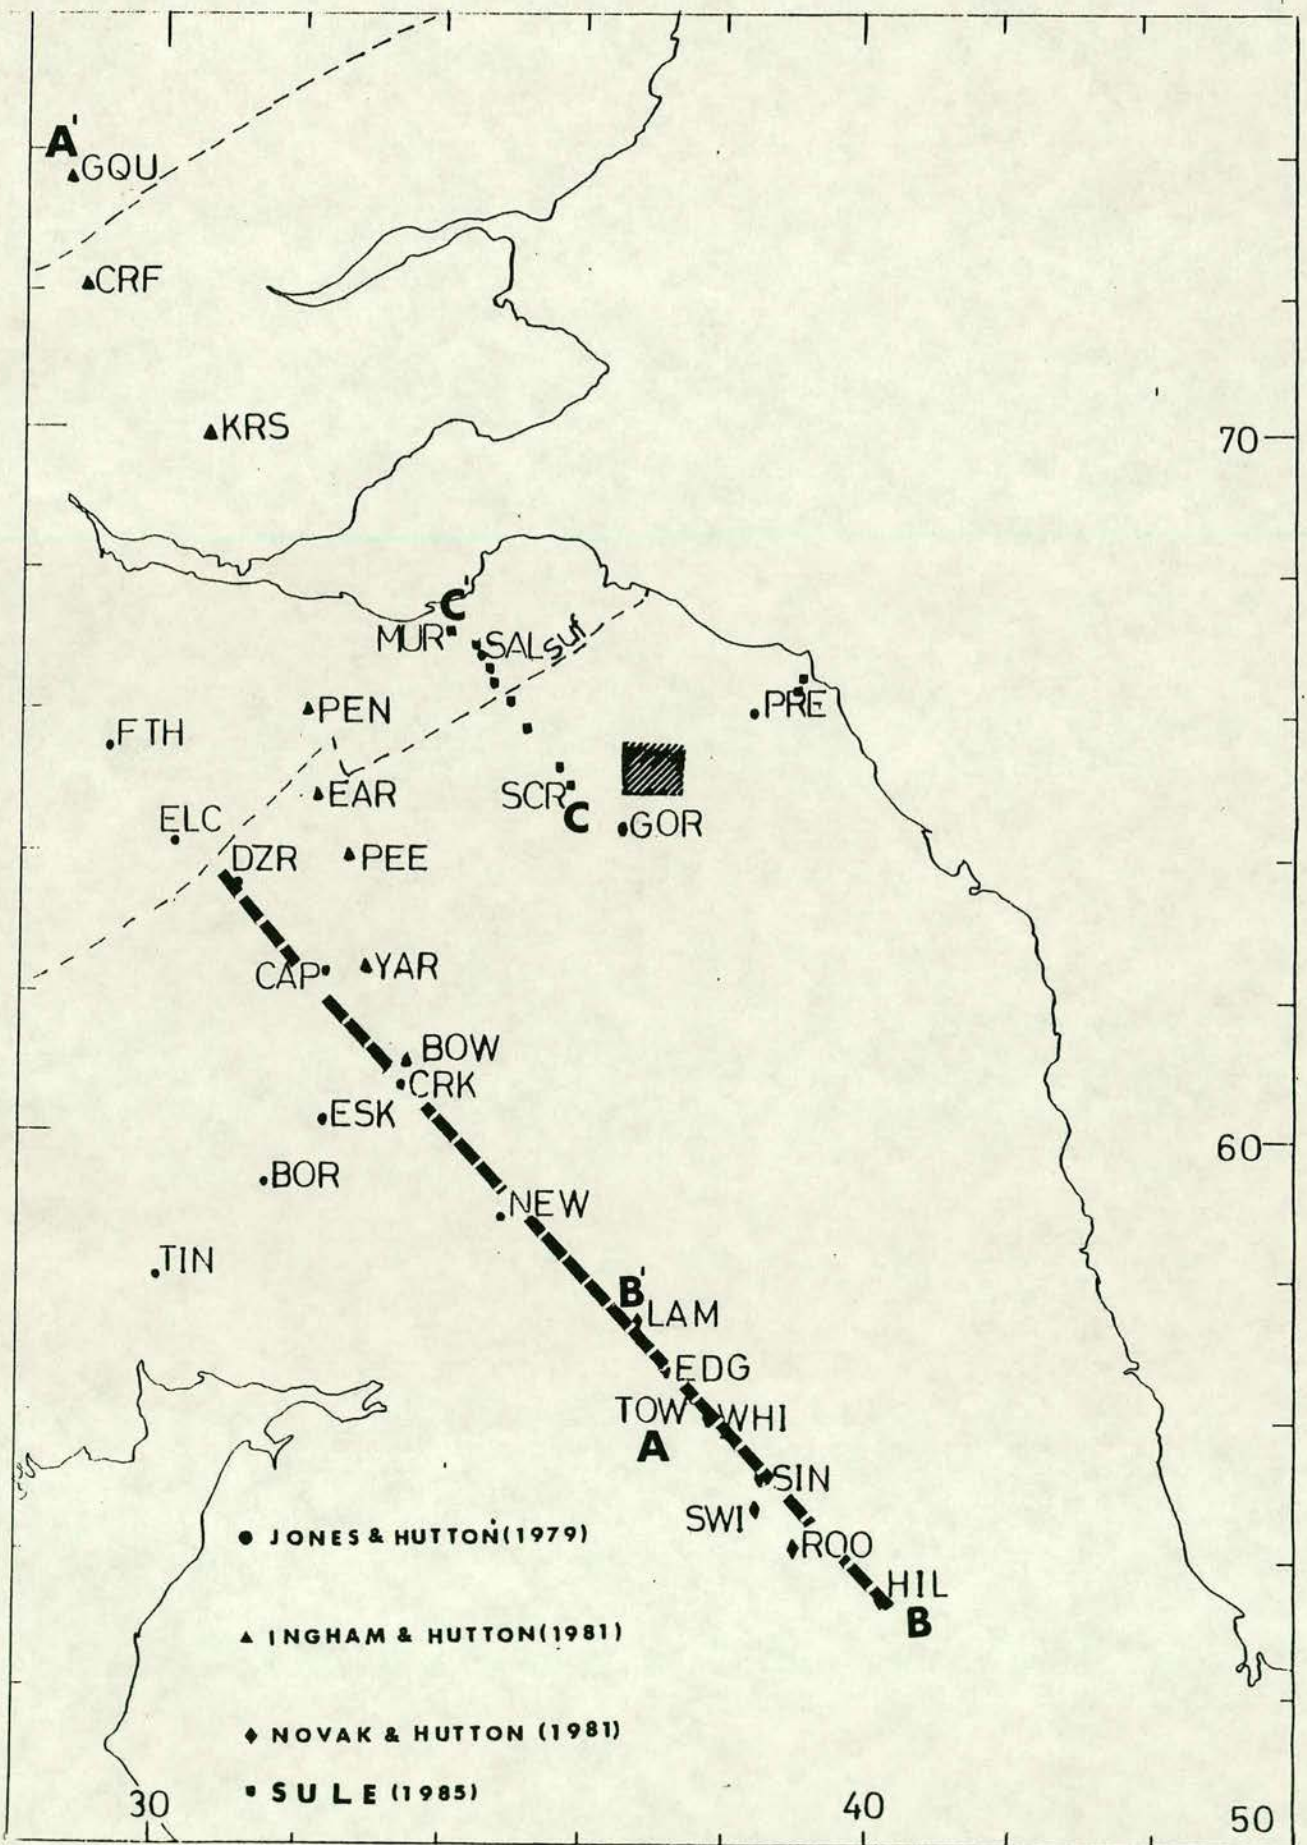 A'
GQU
CRF
KRS
70
C'
MUR
SAL
suf
PRE
PEN
FTH
EAR
SCR
C
GOR
ELC
DZR
PEE
CAP
YAR
BOW
CRK
ESK
60
BOR
NEW
TIN
B'
LAM
EDG
TOW
WHI
A
SIN
SWI
ROO
HIL
B
JONES & HUTTON (1979)
INGHAM & HUTTON (1981)
NOVAK & HUTTON (1981)
SULE (1985)
30
40
50